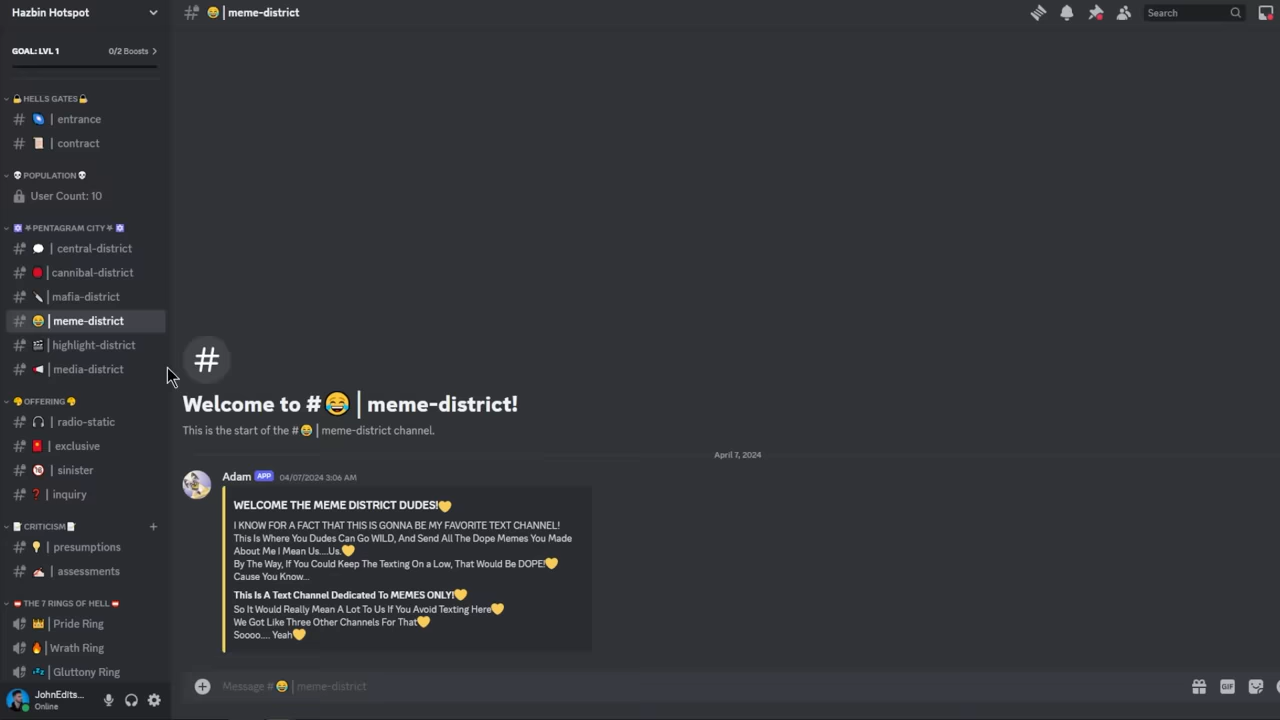 Hazbin Hotspot
GOAL: LVL 1 0/2 Boosts
🔒HELLS GATES🔒
entrance
contract
💀POPULATION💀
User Count: 10
🔯⛧PENTAGRAM CITY⛧🔯
💬 | central-district
🔴 | cannibal-district
🔪 | mafia-district
😂 | meme-district
🎬 | highlight-district
📢 | media-district
OFFERING
🎧 | radio-static
| exclusive
🔞 | sinister
❓ | inquiry
📝CRITICISM📝 +
💡 | presumptions
✍🏻 | assessments
THE 7 RINGS OF HELL
👑 | Pride Ring
🔥 | Wrath Ring
💤 | Gluttony Ring
JohnEdits...
Online
# 😂 | meme-district
Search
#
Welcome to #😂 | meme-district!
This is the start of the #😂 | meme-district channel.
April 7, 2024
Adam APP 04/07/2024 3:06 AM
WELCOME THE MEME DISTRICT DUDES!💛
I KNOW FOR A FACT THAT THIS IS GONNA BE MY FAVORITE TEXT CHANNEL!
This Is Where You Dudes Can Go WILD, And Send All The Dope Memes You Made
About Me I Mean Us....Us.💛
By The Way, If You Could Keep The Texting On a Low, That Would Be DOPE!💛
Cause You Know...
This Is A Text Channel Dedicated To MEMES ONLY!💛
So It Would Really Mean A Lot To Us If You Avoid Texting Here💛
We Got Like Three Other Channels For That💛
Soooo.... Yeah💛
Message #😂 | meme-district
GIF